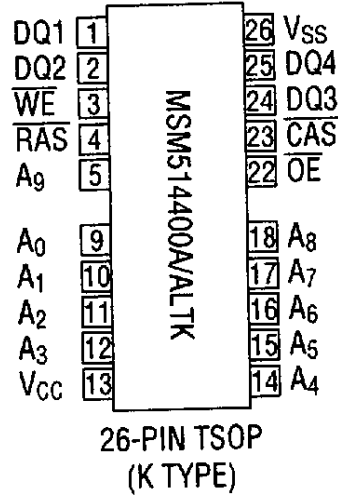 DQ1 1 26 VSS
DQ2 2 25 DQ4
WE 3 24 DQ3
RAS 4 23 CAS
A9 5 22 OE
A0 9 18 A8
A1 10 17 A7
A2 11 16 A6
A3 12 15 A5
VCC 13 14 A4
MSM514400A/ALTK
26-PIN TSOP
(K TYPE)